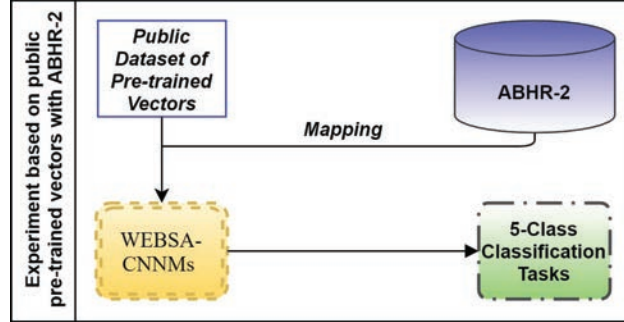 Experiment based on public
pre-trained vectors with ABHR-2
Public
Dataset of
Pre-trained
Vectors
ABHR-2
Mapping
WEBSA-
CNNMs
5-Class
Classification
Tasks